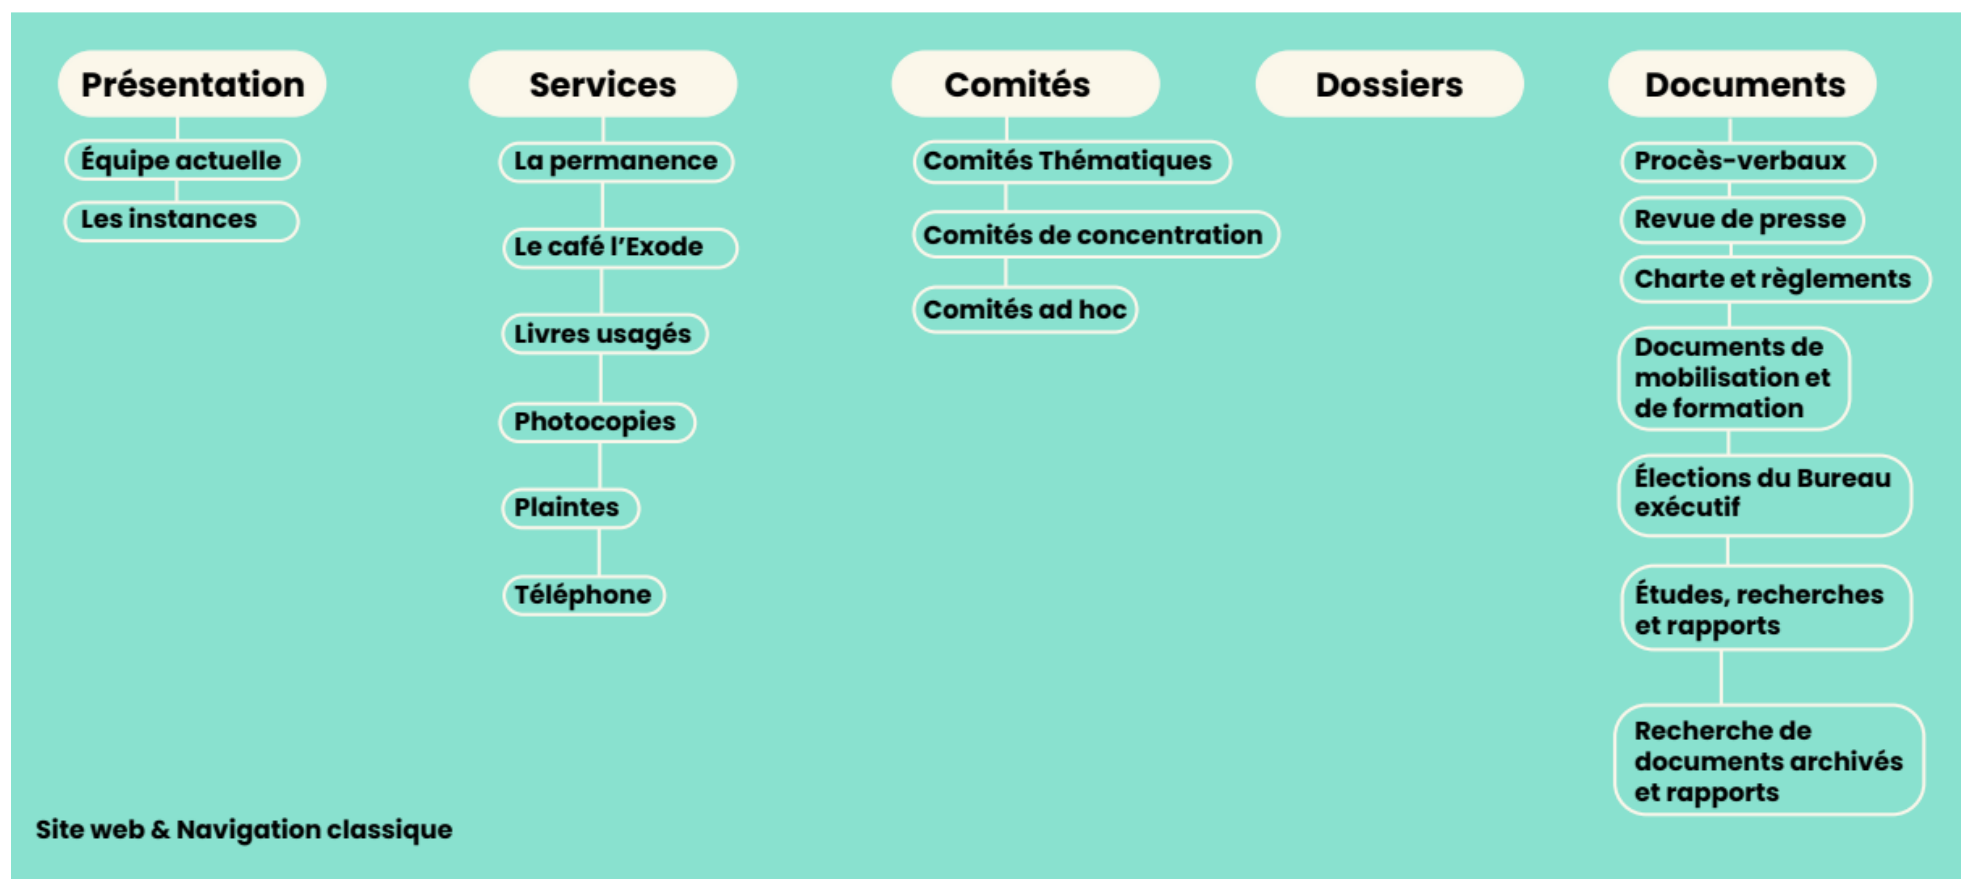 Présentation
Équipe actuelle
Les instances
Services
La permanence
Le café l’Exode
Livres usagés
Photocopies
Plaintes
Téléphone
Comités
Comités Thématiques
Comités de concentration
Comités ad hoc
Dossiers
Documents
Procès-verbaux
Revue de presse
Charte et règlements
Documents de
mobilisation et
de formation
Élections du Bureau
exécutif
Études, recherches
et rapports
Recherche de
documents archivés
et rapports
Site web & Navigation classique